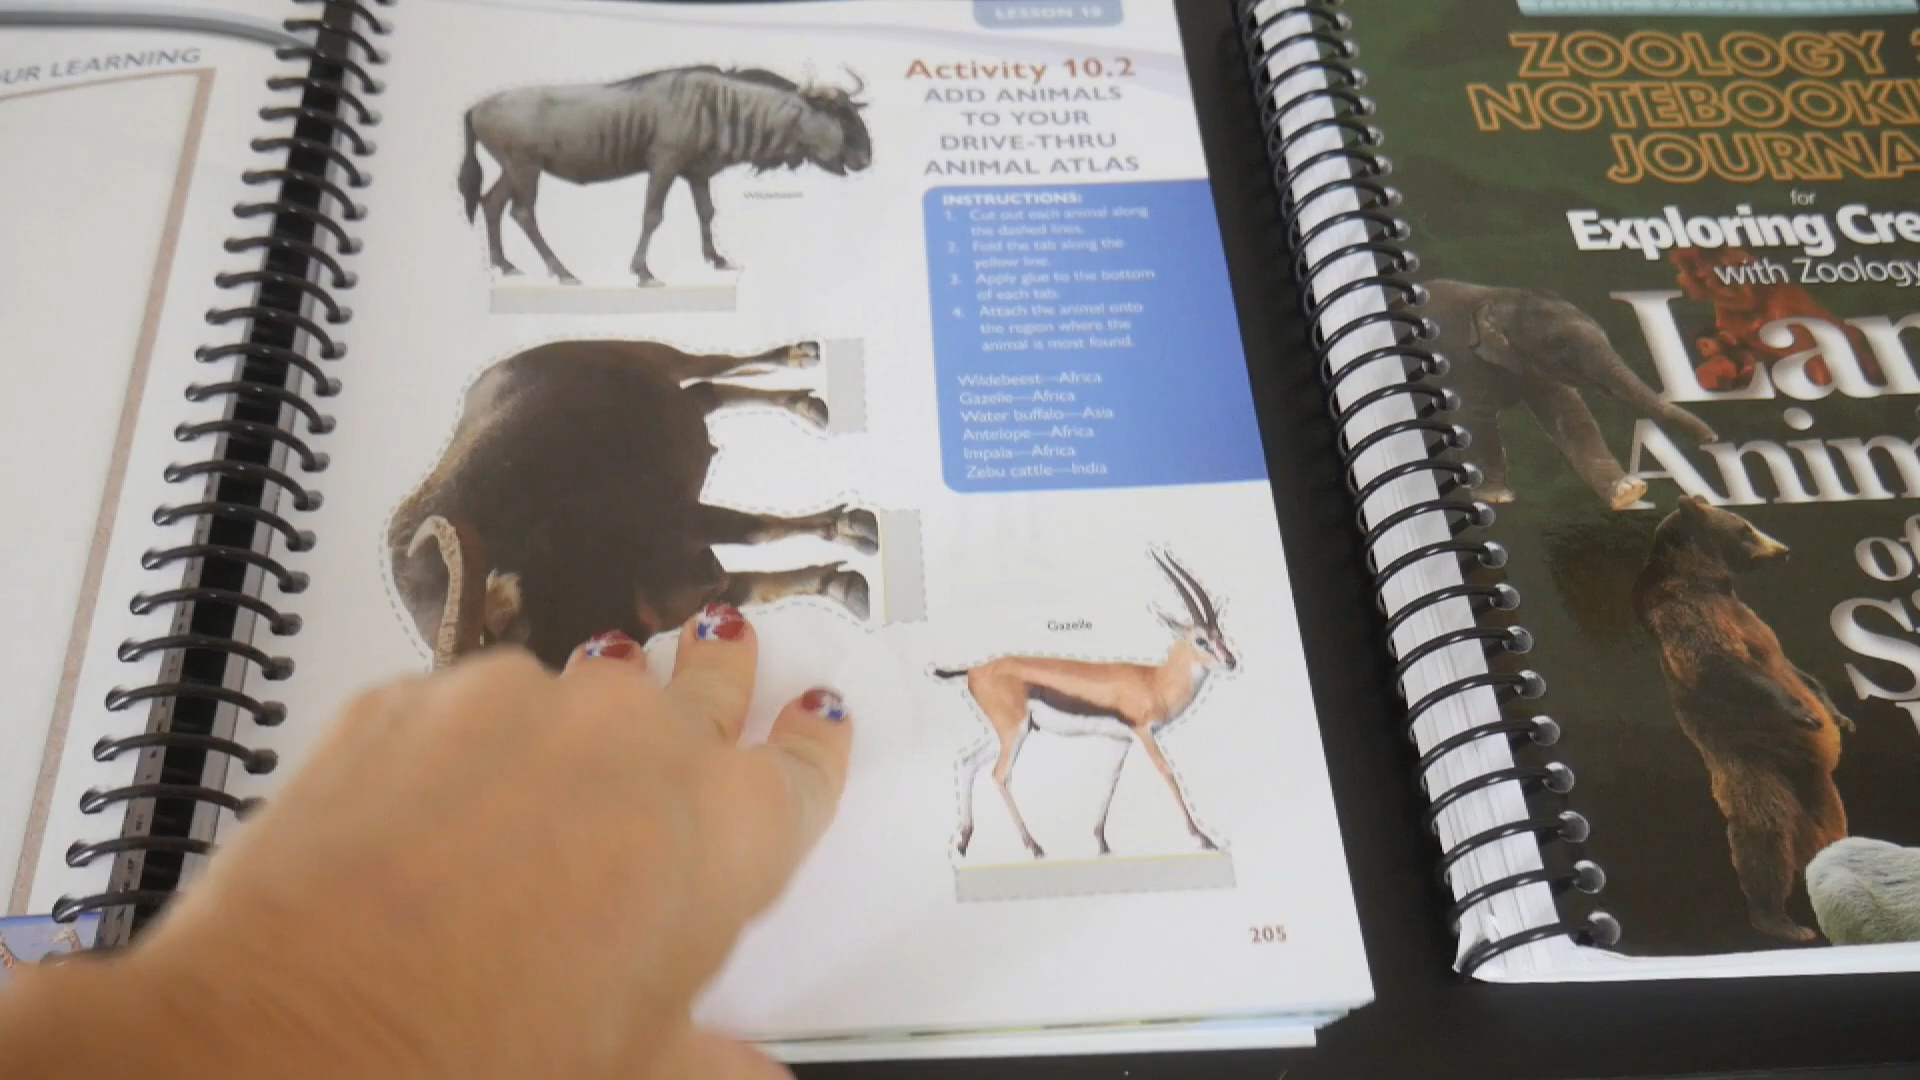 OUR LEARNING
LESSON 10
Activity 10.2
ADD ANIMALS
TO YOUR
DRIVE-THRU
ANIMAL ATLAS
INSTRUCTIONS:
1. Cut out each animal along
the dashed lines.
2. Fold the tab along the
yellow line.
3. Apply glue to the bottom
of each tab.
4. Attach the animal onto
the region where the
animal is most found.
Wildebeest—Africa
Gazelle—Africa
Water buffalo—Asia
Antelope—Africa
Impala—Africa
Zebu cattle—India
Wildebeest
Gazelle
205
ZOOLOGY
NOTEBOOKI
JOURNA
for
Exploring Cre
with Zoology
Lan
Anim
of
S